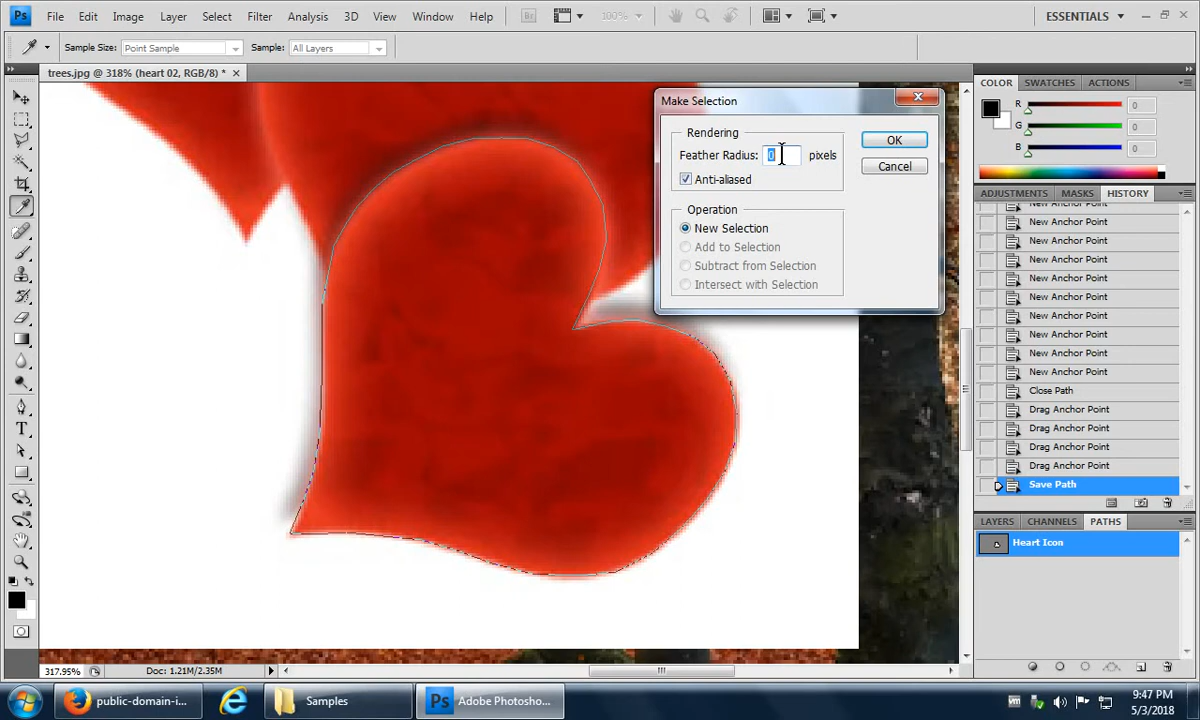 Ps File Edit Image Layer Select Filter Analysis 3D View Window Help Br 100% ESSENTIALS
Sample Size: Point Sample Sample: All Layers
trees.jpg @ 318% (heart 02, RGB/8) * ×
COLOR SWATCHES ACTIONS
R 0
G 0
B 0
Make Selection
Rendering
Feather Radius: 0 pixels
Anti-aliased
OK
Cancel
Operation
New Selection
Add to Selection
Subtract from Selection
Intersect with Selection
ADJUSTMENTS MASKS HISTORY
New Anchor Point
New Anchor Point
New Anchor Point
New Anchor Point
New Anchor Point
New Anchor Point
New Anchor Point
New Anchor Point
New Anchor Point
New Anchor Point
Close Path
Drag Anchor Point
Drag Anchor Point
Drag Anchor Point
Drag Anchor Point
Save Path
LAYERS CHANNELS PATHS
Heart Icon
T
317.95% Doc: 1.21M/2.35M
public-domain-i... Samples Ps Adobe Photosho...
9:47 PM
5/3/2018